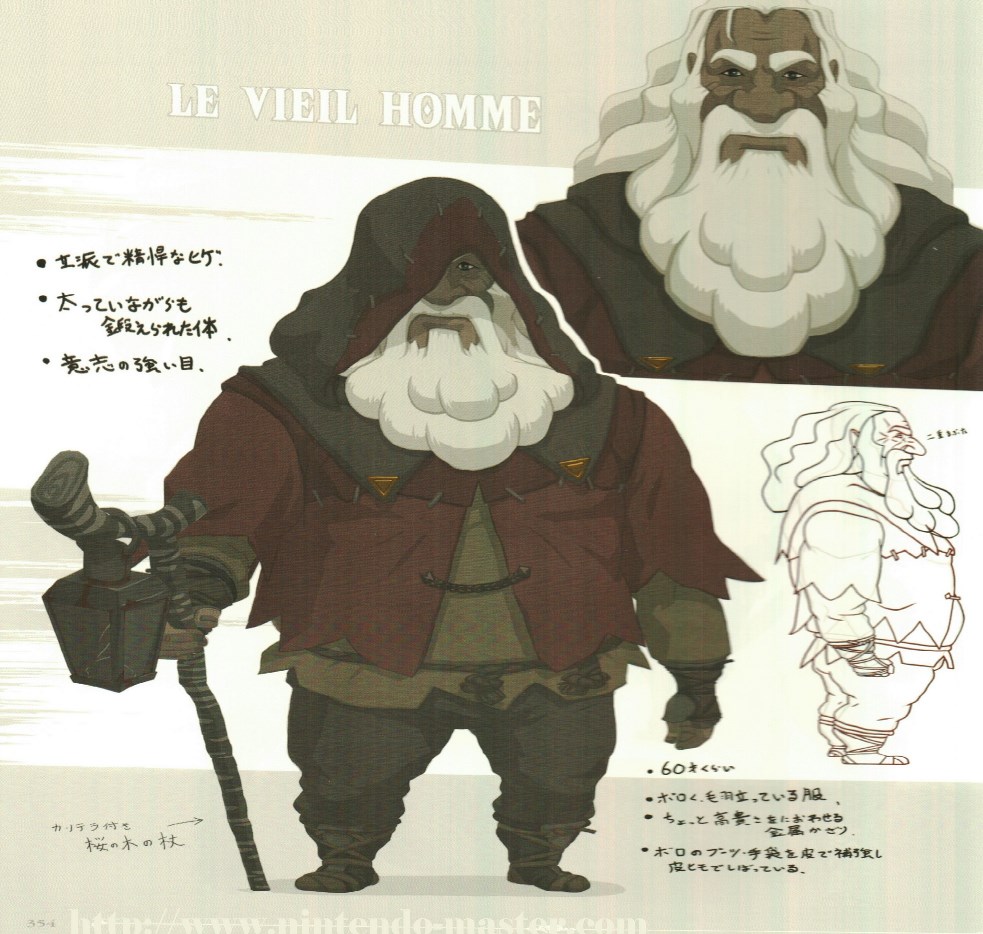 LE VIEIL HOMME
• 立派で精悍なヒゲ.
• 太っていながらも
鍛えられた体.
• 意志の強い目.
二重まぶた
• 60才くらい
• ボロく、毛羽立っている服.
• ちょっと高貴さをにおわせる
金属かざり.
• ボロのブーツ・手袋を皮で補強し
皮ひもでしばっている.
カンテラ付き
桜の木の杖
http://www.nintendo-master.com